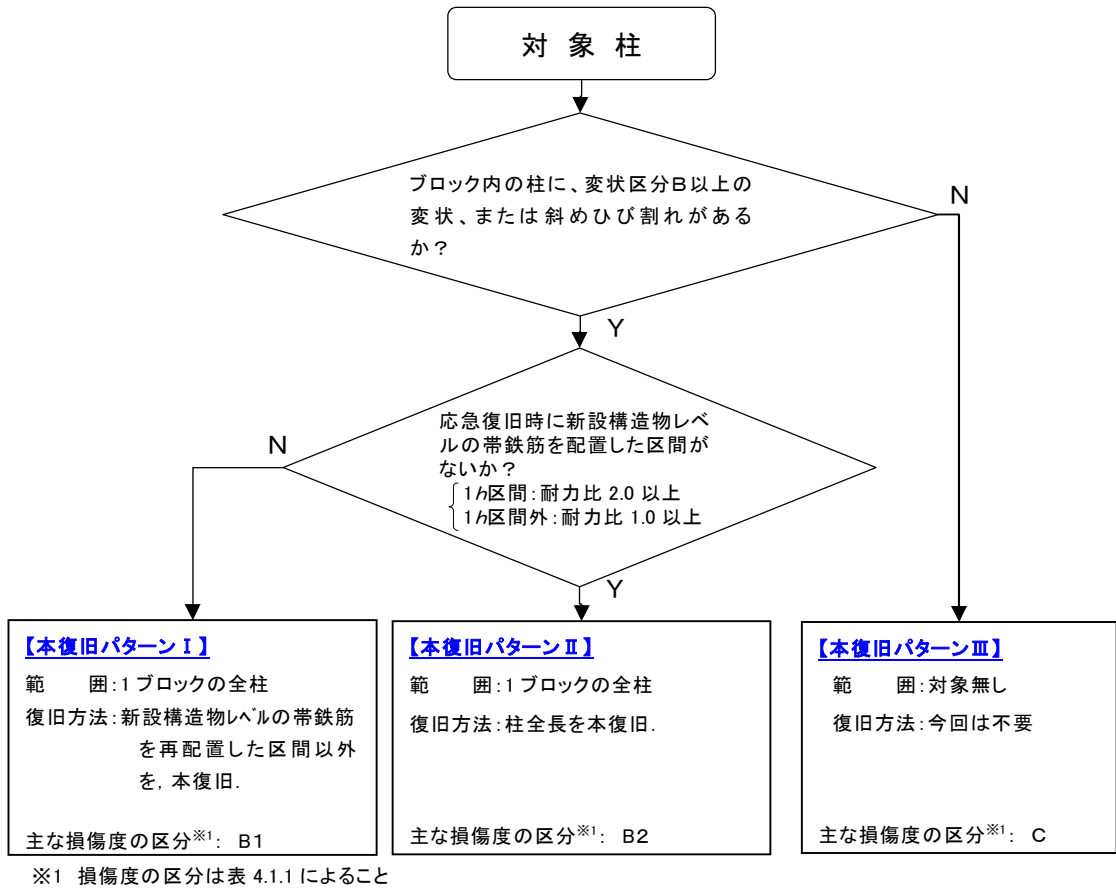 対 象 柱
ブロック内の柱に、変状区分B以上の
変状、または斜めひび割れがある
か？
N
Y
応急復旧時に新設構造物レベ
ルの帯鉄筋を配置した区間が
ないか？
1h区間：耐力比 2.0 以上
1h区間外：耐力比 1.0 以上
N
Y
【本復旧パターンⅠ】
範　　囲：1 ブロックの全柱
復旧方法：新設構造物ﾚﾍﾞﾙの帯鉄筋
を再配置した区間以外
を，本復旧．
主な損傷度の区分※1： B1
【本復旧パターンⅡ】
範　　囲：1 ブロックの全柱
復旧方法：柱全長を本復旧．
主な損傷度の区分※1： B2
【本復旧パターンⅢ】
範　　囲：対象無し
復旧方法：今回は不要
主な損傷度の区分※1： C
※1 損傷度の区分は表 4.1.1 によること